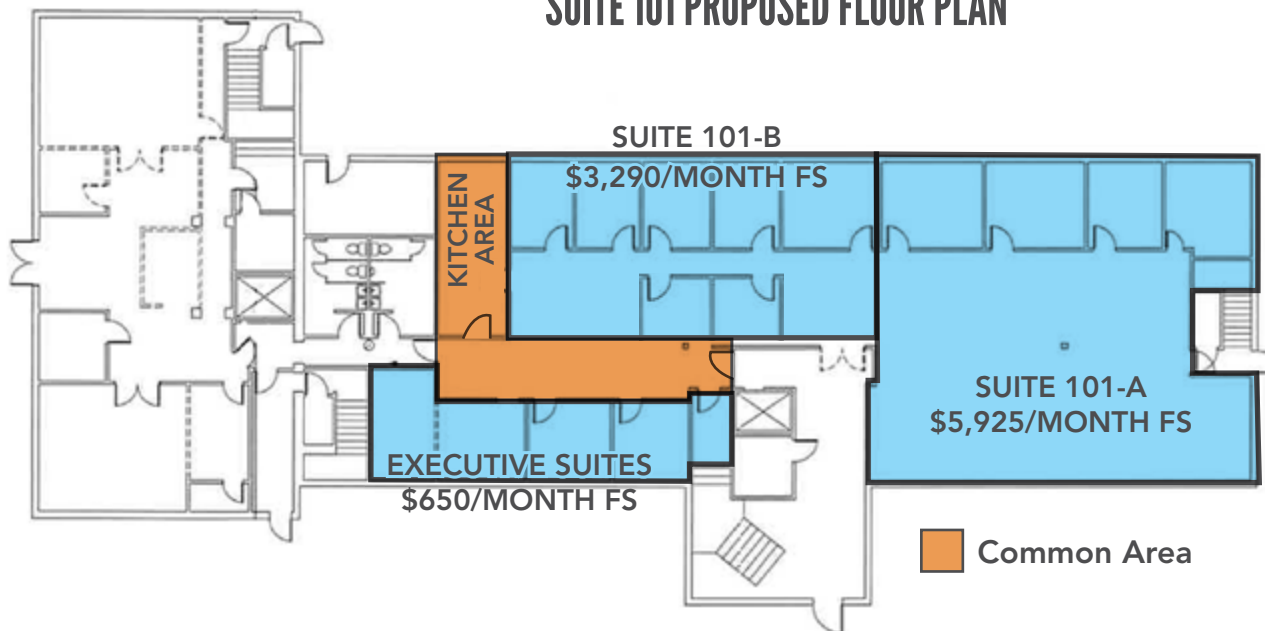 SUITE 101 PROPOSED FLOOR PLAN
SUITE 101-B
$3,290/MONTH FS
KITCHEN
AREA
SUITE 101-A
$5,925/MONTH FS
EXECUTIVE SUITES
$650/MONTH FS
Common Area